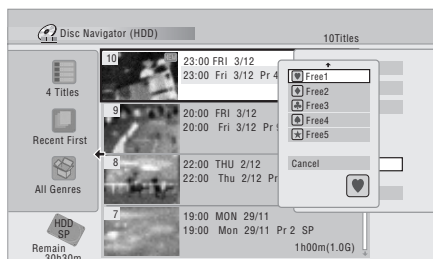 Disc Navigator (HDD)
10Titles
4 Titles
Recent First
All Genres
HDD
SP
Remain
30h30m
10
23:00 FRI 3/12
23:00 Fri 3/12 Pr 4
9
20:00 FRI 3/12
20:00 Fri 3/12 Pr
8
22:00 THU 2/12
22:00 Thu 2/12 Pr
7
19:00 MON 29/11
19:00 Mon 29/11 Pr 2 SP
1h00m(1.0G)
Free1
Free2
Free3
Free4
Free5
Cancel